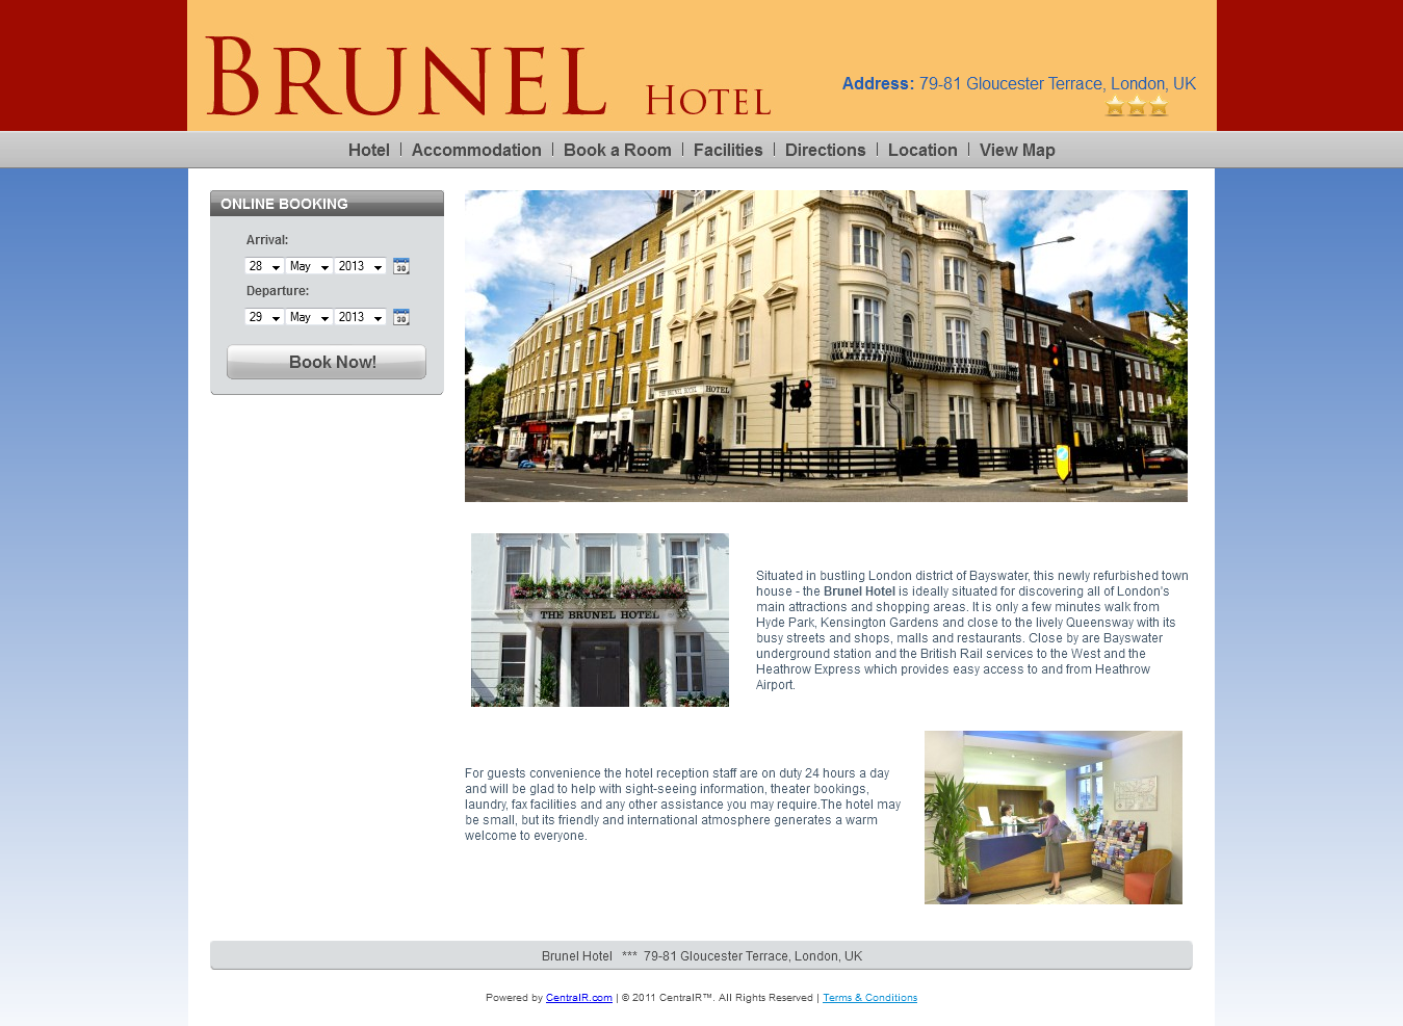 BRUNEL HOTEL
Address: 79-81 Gloucester Terrace, London, UK
Hotel | Accommodation | Book a Room | Facilities | Directions | Location | View Map
ONLINE BOOKING
Arrival:
28 May 2013
Departure:
29 May 2013
Book Now!
THE BRUNEL HOTEL HOTEL
THE BRUNEL HOTEL
Situated in bustling London district of Bayswater, this newly refurbished town
house - the Brunel Hotel is ideally situated for discovering all of London's
main attractions and shopping areas. It is only a few minutes walk from
Hyde Park, Kensington Gardens and close to the lively Queensway with its
busy streets and shops, malls and restaurants. Close by are Bayswater
underground station and the British Rail services to the West and the
Heathrow Express which provides easy access to and from Heathrow
Airport.
For guests convenience the hotel reception staff are on duty 24 hours a day
and will be glad to help with sight-seeing information, theater bookings,
laundry, fax facilities and any other assistance you may require.The hotel may
be small, but its friendly and international atmosphere generates a warm
welcome to everyone.
Brunel Hotel *** 79-81 Gloucester Terrace, London, UK
Powered by CentralR.com | © 2011 CentralR™. All Rights Reserved | Terms & Conditions